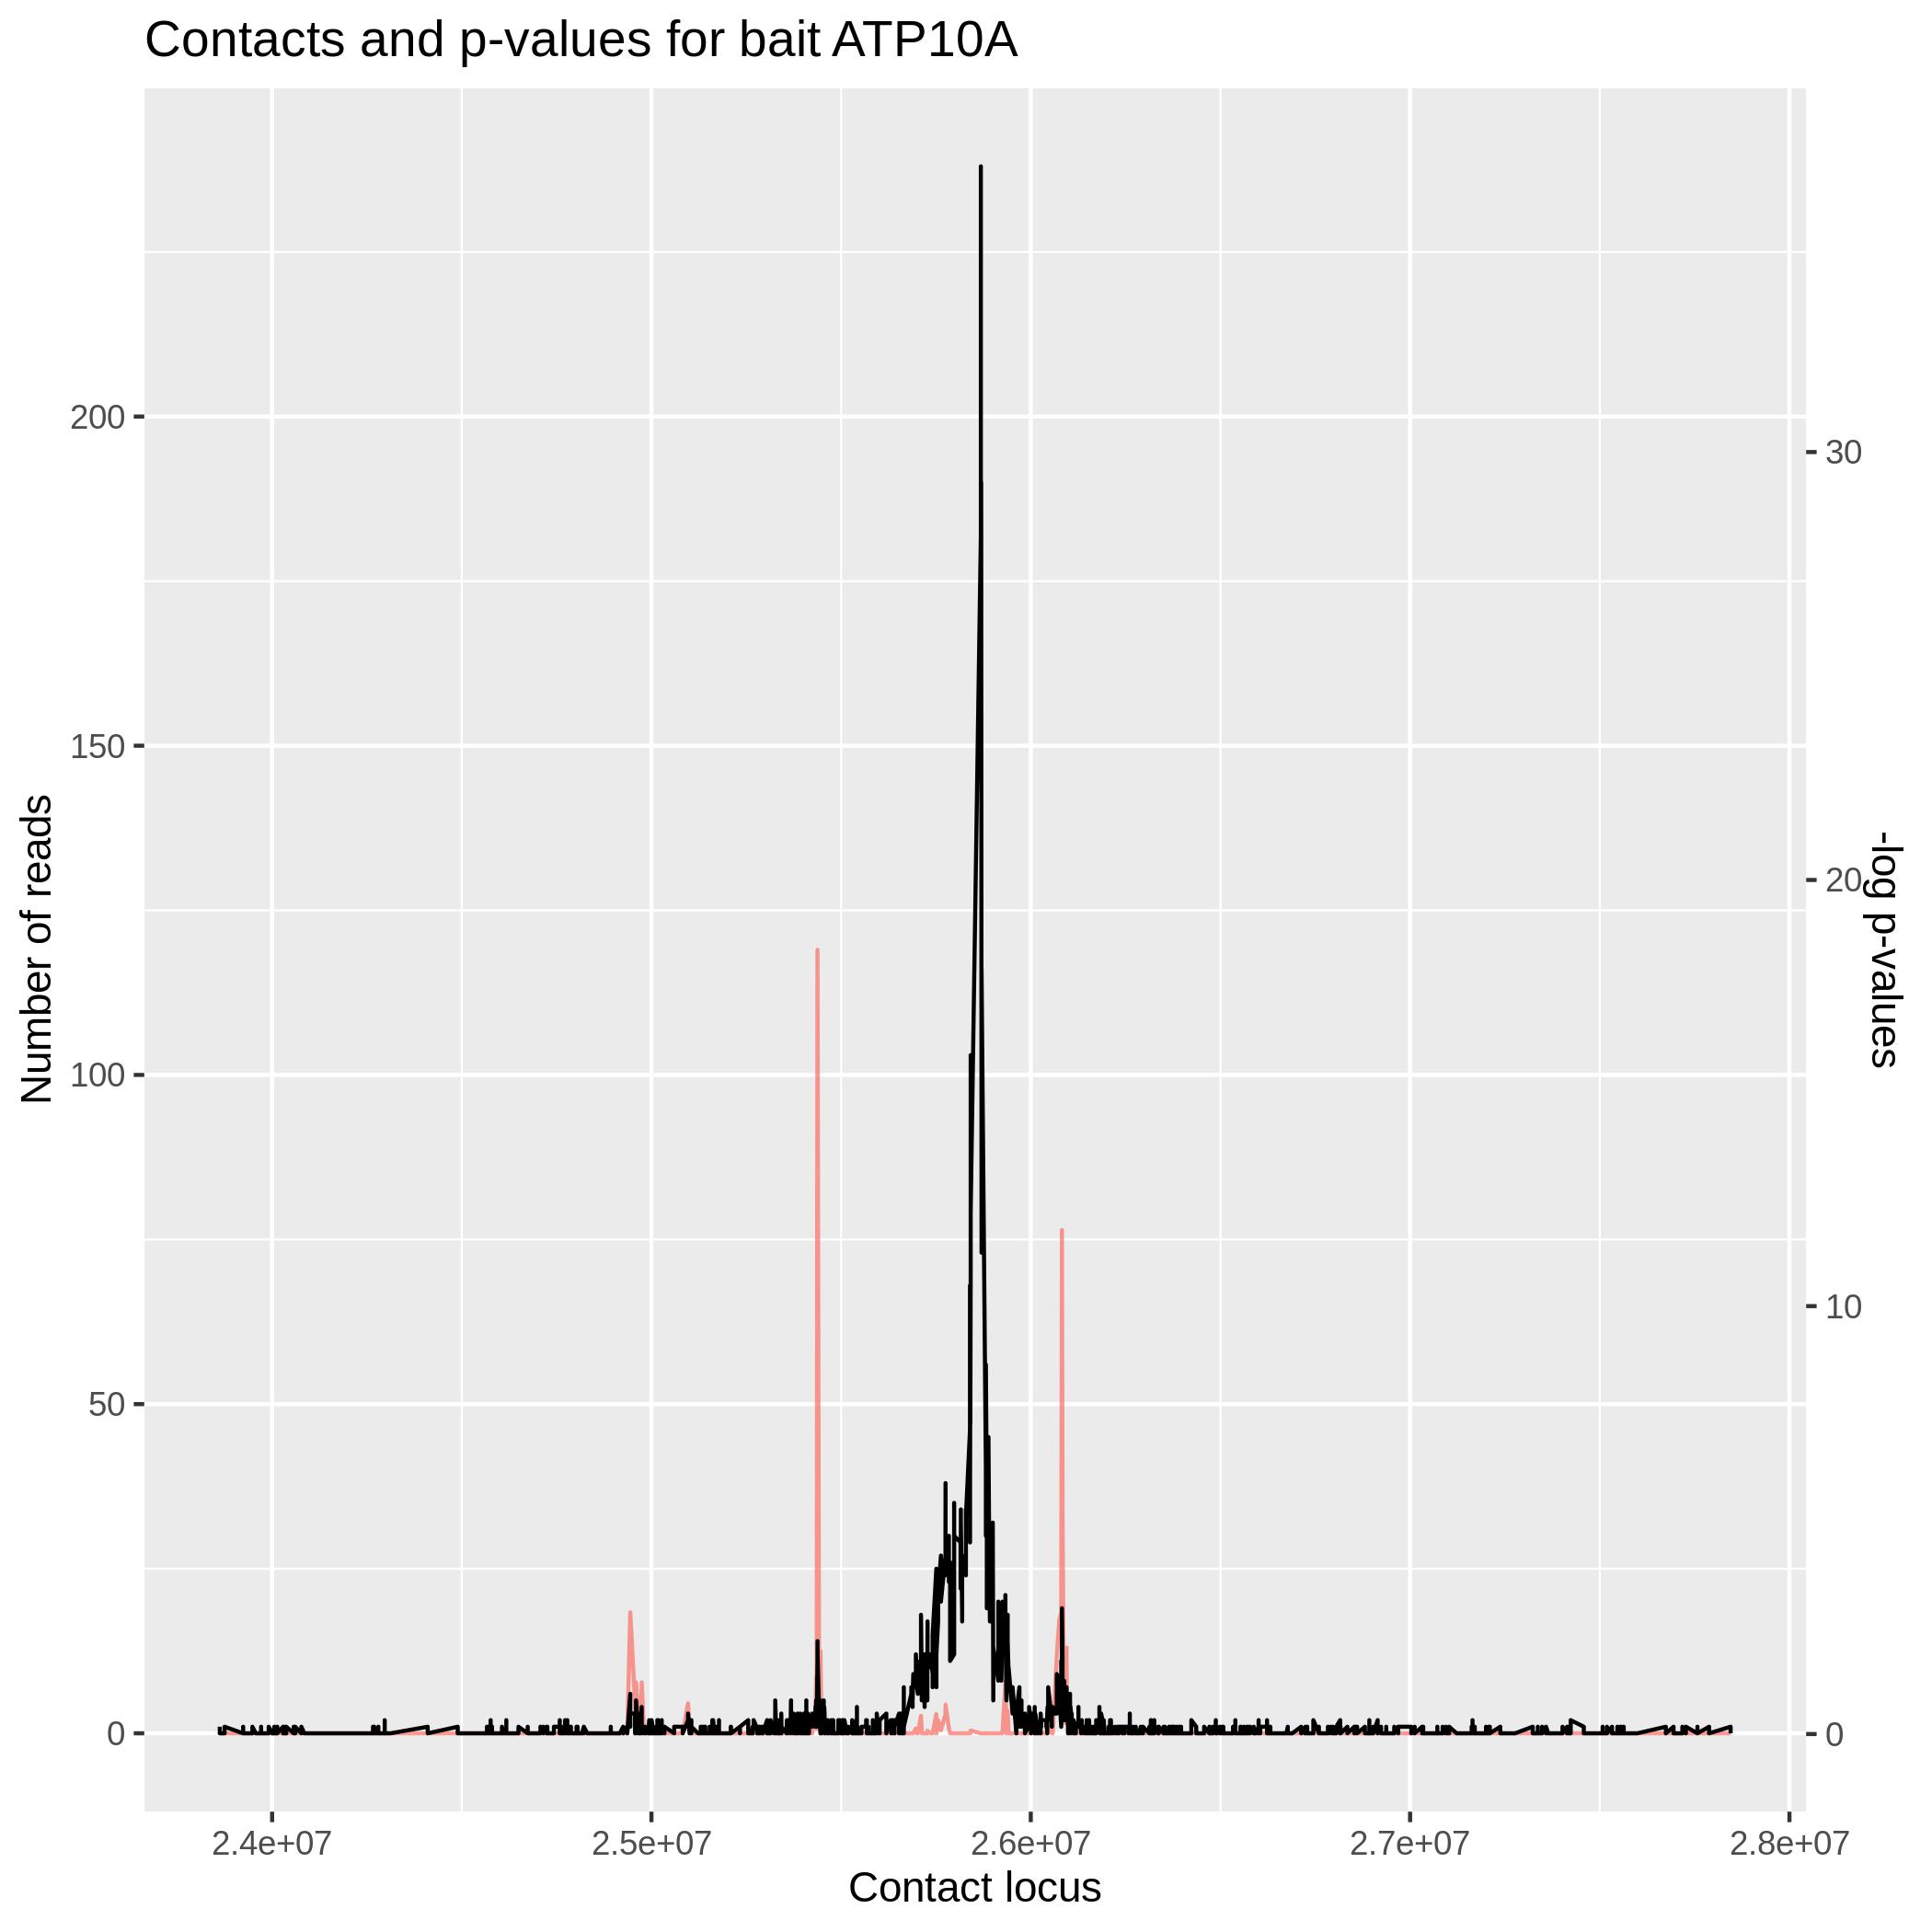 Contacts and p-values for bait ATP10A
Number of reads
200
150
100
50
0
30
20
10
0
-log p-values
2.4e+07 2.5e+07 2.6e+07 2.7e+07 2.8e+07
Contact locus